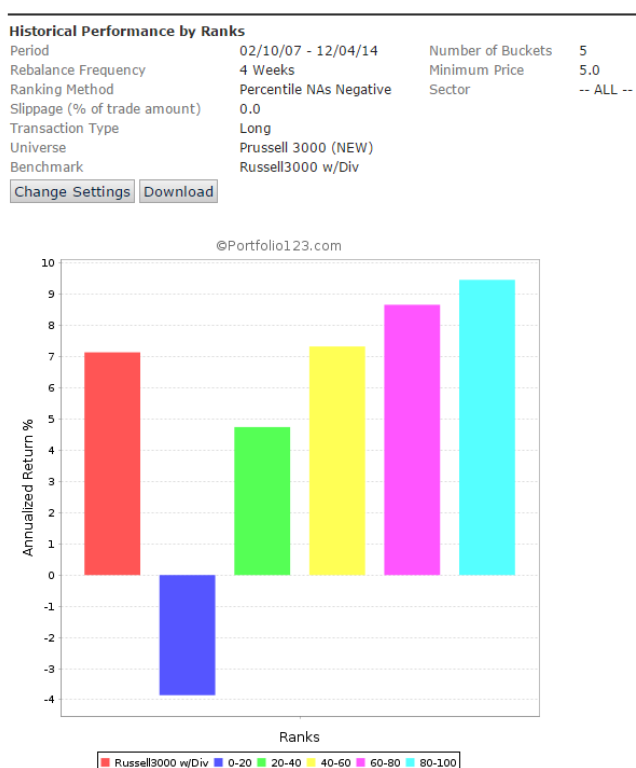 Historical Performance by Ranks
Period 02/10/07 - 12/04/14 Number of Buckets 5
Rebalance Frequency 4 Weeks Minimum Price 5.0
Ranking Method Percentile NAs Negative Sector -- ALL --
Slippage (% of trade amount) 0.0
Transaction Type Long
Universe Prussell 3000 (NEW)
Benchmark Russell3000 w/Div
Change Settings Download
©Portfolio123.com
10
9
8
7
6
5
4
3
2
1
0
-1
-2
-3
-4
Annualized Return %
Ranks
Russell3000 w/Div 0-20 20-40 40-60 60-80 80-100